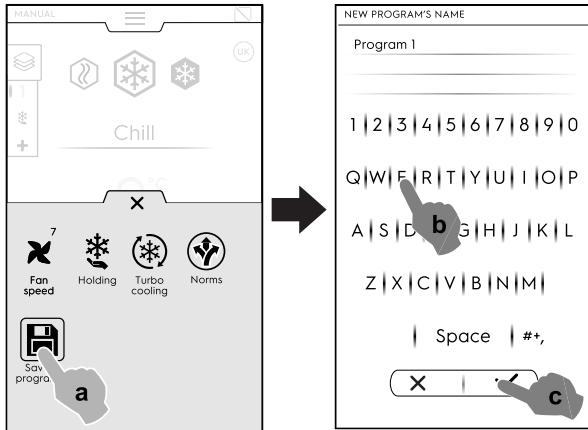 MANUAL
UK
1
Chill
°C
7
Fan
speed
Holding
Turbo
cooling
Norms
a
NEW PROGRAM'S NAME
Program 1
1 2 3 4 5 6 7 8 9 0
Q W E R T Y U I O P
A S D G H J K L
b
Z X C V B N M
Space #+,
c